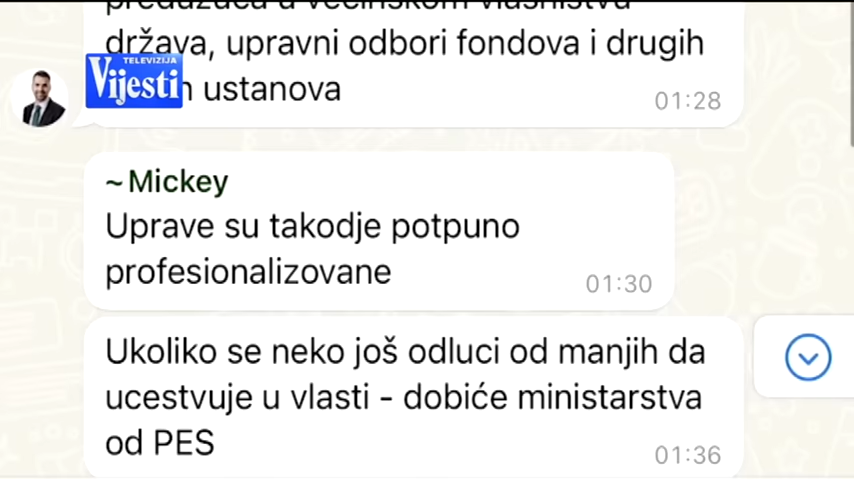 država, upravni odbori fondova i drugih
TELEVIZIJA
Vijesti
ustanova
01:28
~Mickey
Uprave su takodje potpuno
profesionalizovane
01:30
Ukoliko se neko još odluci od manjih da
ucestvuje u vlasti - dobiće ministarstva
od PES
01:36